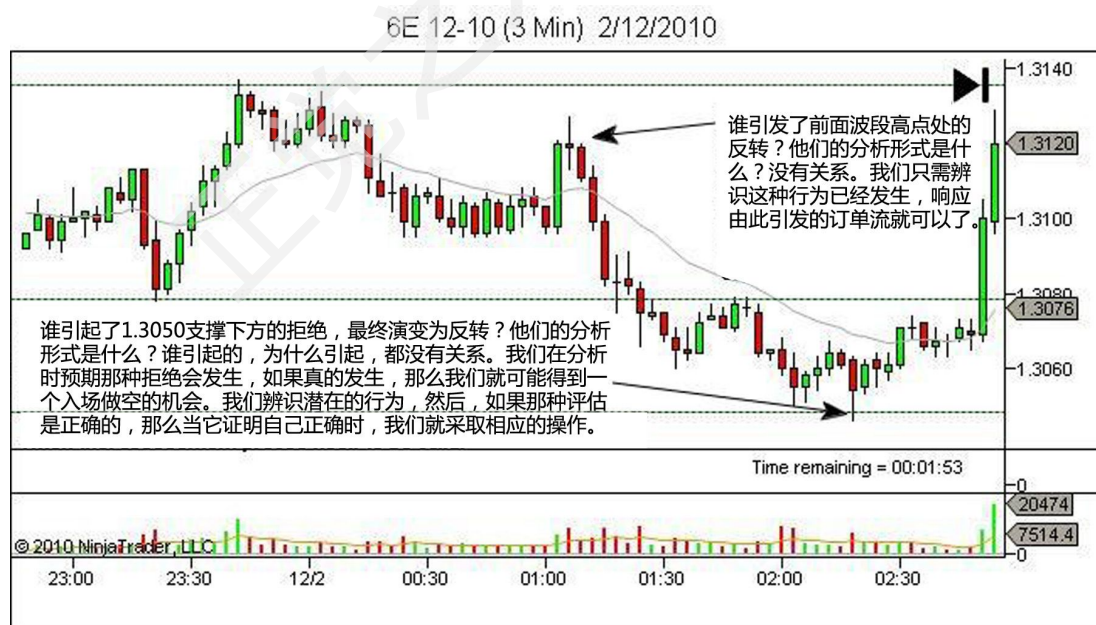 6E 12-10 (3 Min) 2/12/2010
1.3140
谁引发了前面波段高点处的
反转？他们的分析形式是什
么？没有关系。我们只需辨
识这种行为已经发生，响应
由此引发的订单流就可以了。
1.3120
1.3100
1.3080
1.3076
谁引起了1.3050支撑下方的拒绝，最终演变为反转？他们的分析
形式是什么？谁引起的，为什么引起，都没有关系。我们在分析
时预期那种拒绝会发生，如果真的发生，那么我们就可能得到一
个入场做空的机会。我们辨识潜在的行为，然后，如果那种评估
是正确的，那么当它证明自己正确时，我们就采取相应的操作。
1.3060
Time remaining = 00:01:53
0
20474
7514.4
0
© 2010 NinjaTrader, LLC
23:00 23:30 12/2 00:30 01:00 01:30 02:00 02:30